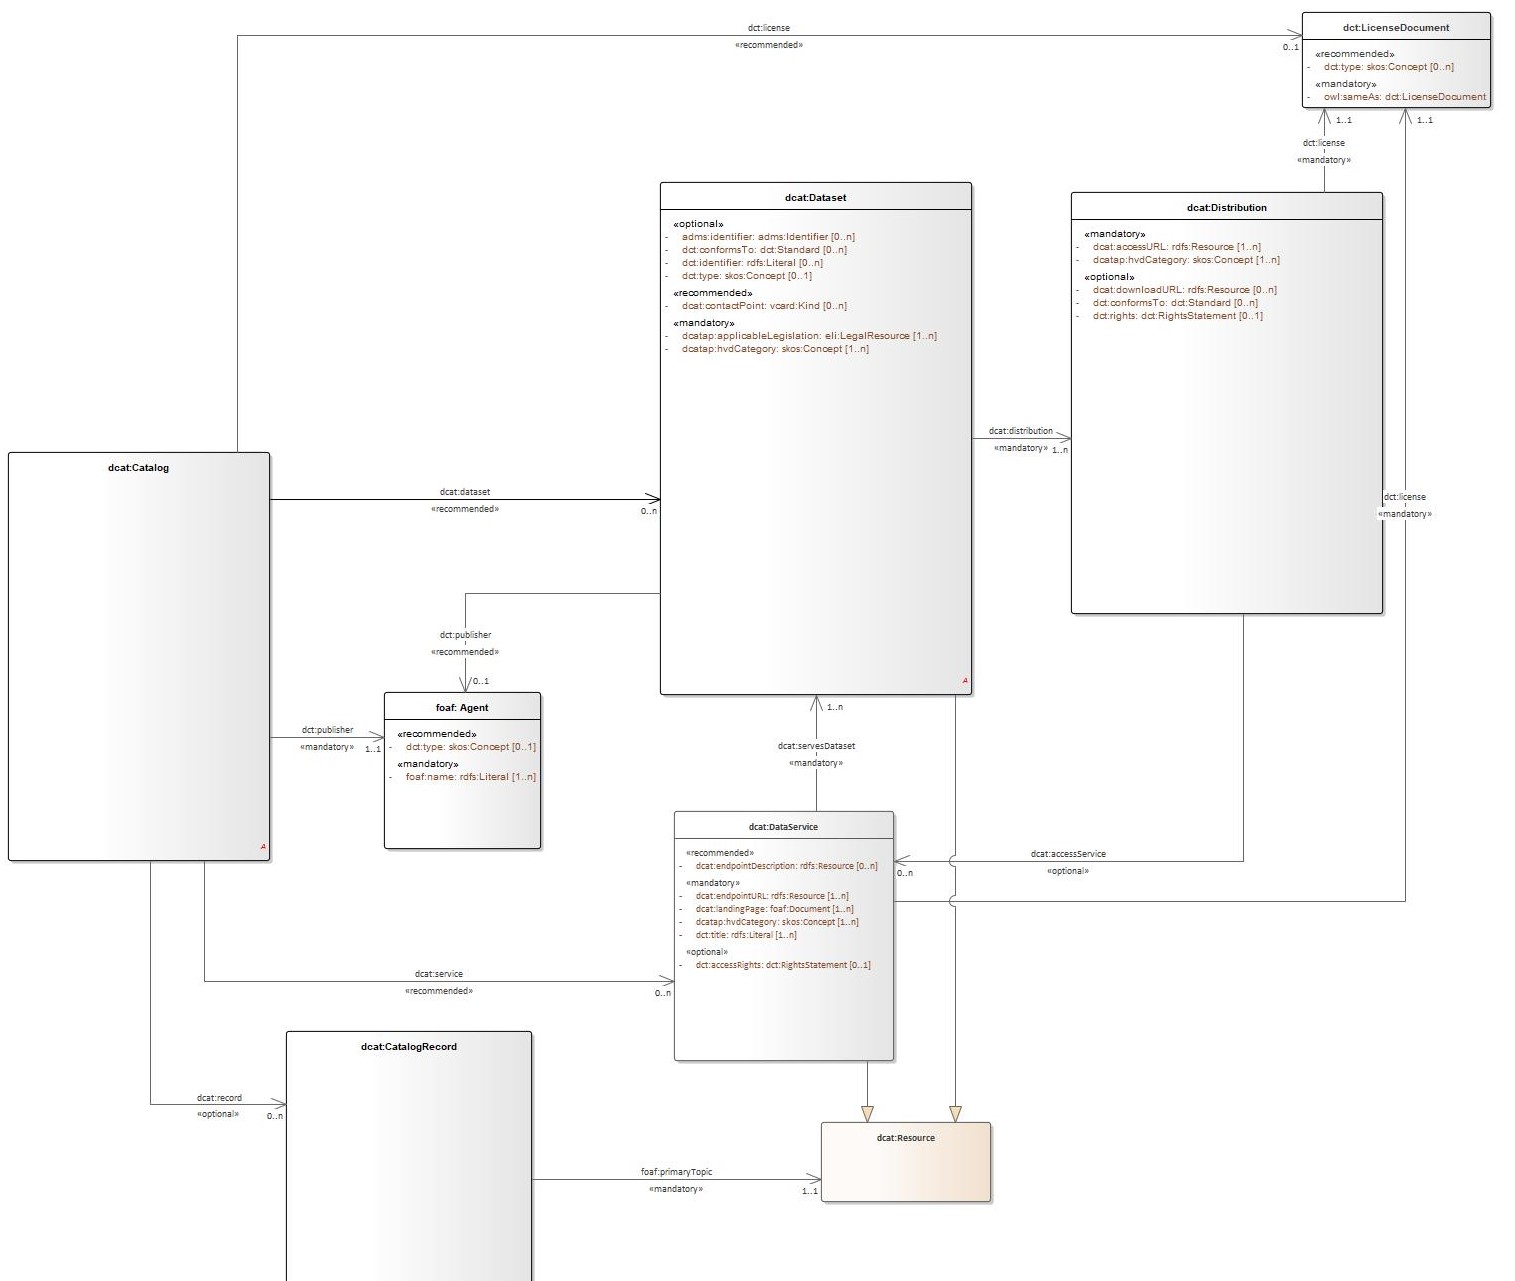 dct:license
«recommended»
0..1
dct:LicenseDocument
«recommended»
- dct:type: skos:Concept [0..n]
«mandatory»
- owl:sameAs: dct:LicenseDocument
1..1
1..1
dct:license
«mandatory»
dcat:Dataset
«optional»
- adms:identifier: adms:Identifier [0..n]
- dct:conformsTo: dct:Standard [0..n]
- dct:identifier: rdfs:Literal [0..n]
- dct:type: skos:Concept [0..1]
«recommended»
- dcat:contactPoint: vcard:Kind [0..n]
«mandatory»
- dcatap:applicableLegislation: eli:LegalResource [1..n]
- dcatap:hvdCategory: skos:Concept [1..n]
A
dcat:Distribution
«mandatory»
- dcat:accessURL: rdfs:Resource [1..n]
- dcatap:hvdCategory: skos:Concept [1..n]
«optional»
- dcat:downloadURL: rdfs:Resource [0..n]
- dct:conformsTo: dct:Standard [0..n]
- dct:rights: dct:RightsStatement [0..1]
dcat:distribution
«mandatory» 1..n
dcat:Catalog
A
dcat:dataset
«recommended»
0..n
dct:license
«mandatory»
dct:publisher
«recommended»
0..1
dct:publisher
«mandatory» 1..1
foaf: Agent
«recommended»
- dct:type: skos:Concept [0..1]
«mandatory»
- foaf:name: rdfs:Literal [1..n]
1..n
dcat:servesDataset
«mandatory»
dcat:DataService
«recommended»
- dcat:endpointDescription: rdfs:Resource [0..n]
«mandatory»
- dcat:endpointURL: rdfs:Resource [1..n]
- dcat:landingPage: foaf:Document [1..n]
- dcatap:hvdCategory: skos:Concept [1..n]
- dct:title: rdfs:Literal [1..n]
«optional»
- dct:accessRights: dct:RightsStatement [0..1]
dcat:accessService
«optional»
0..n
dcat:service
«recommended»
0..n
dcat:CatalogRecord
dcat:record
«optional»
0..n
foaf:primaryTopic
«mandatory»
1..1
dcat:Resource